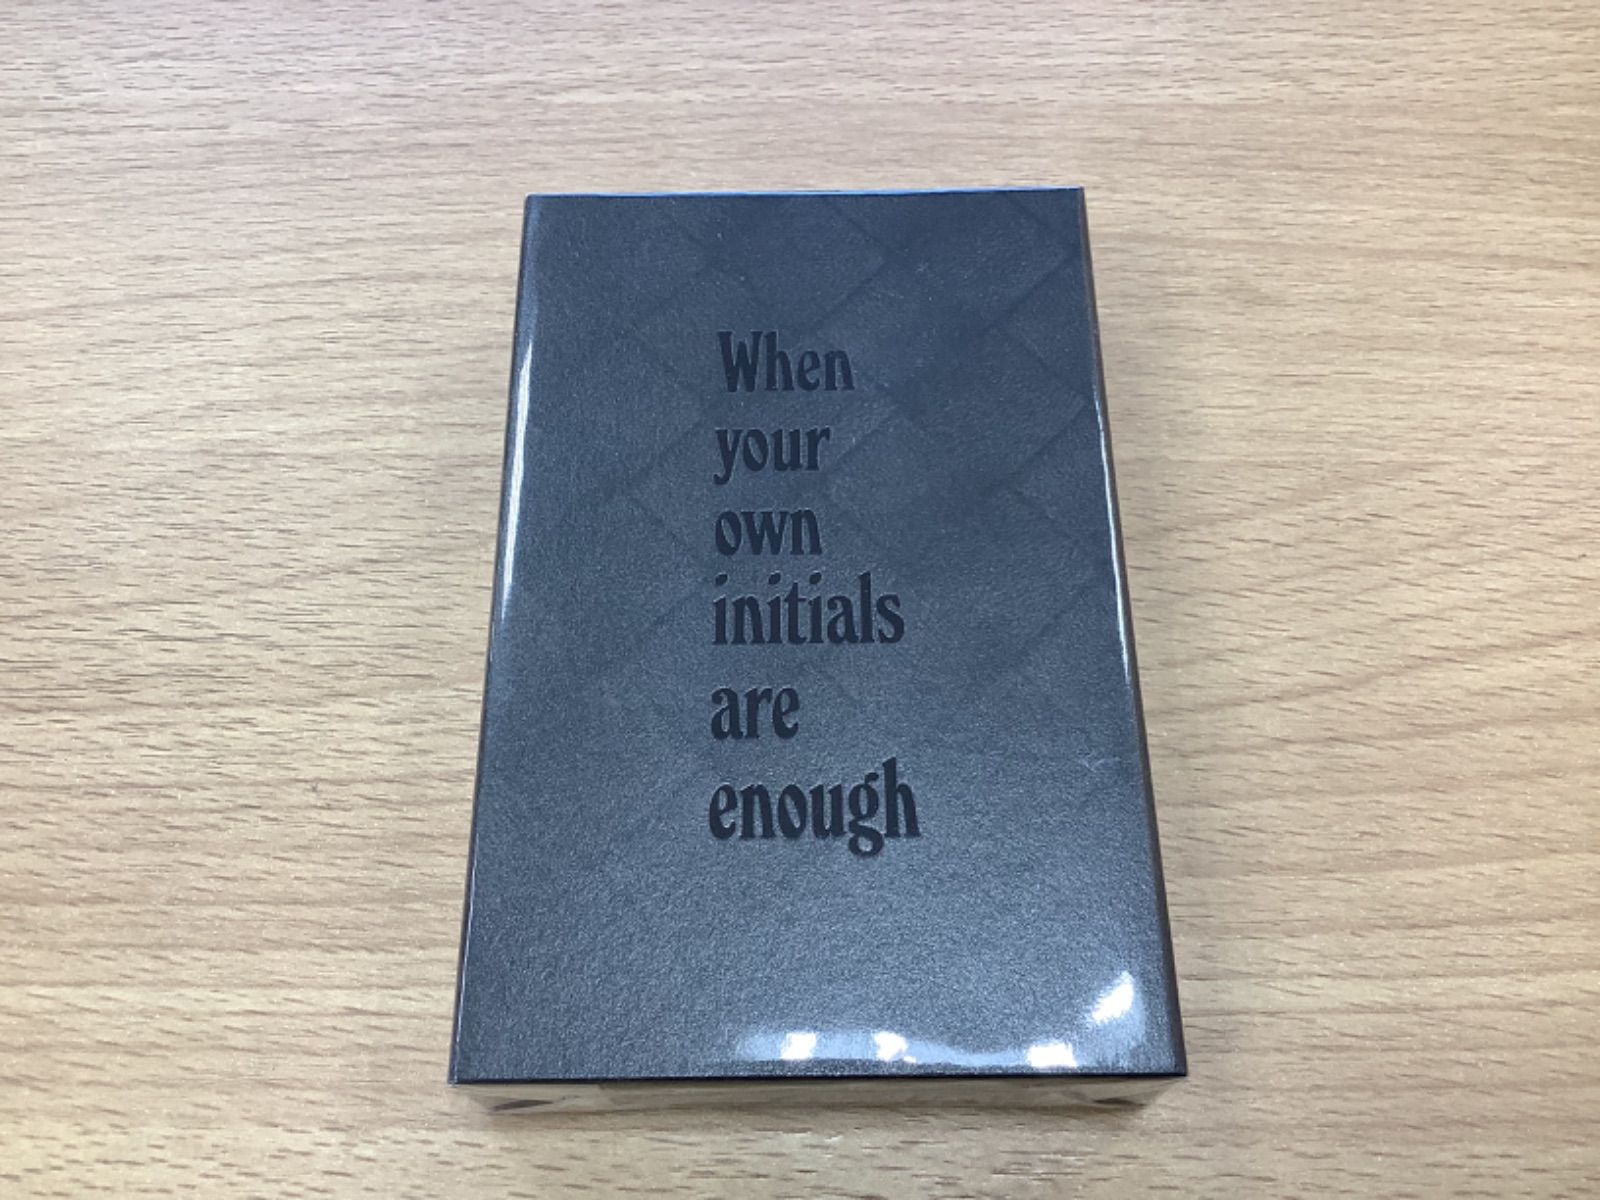 When
your
own
initials
are
enough